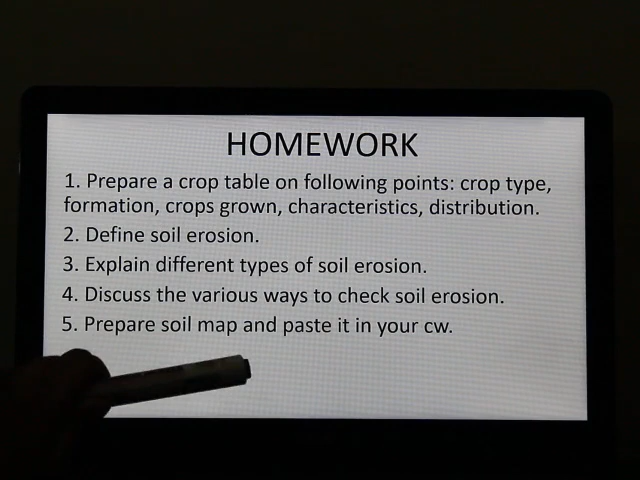 HOMEWORK
1. Prepare a crop table on following points: crop type,
formation, crops grown, characteristics, distribution.
2. Define soil erosion.
3. Explain different types of soil erosion.
4. Discuss the various ways to check soil erosion.
5. Prepare soil map and paste it in your cw.